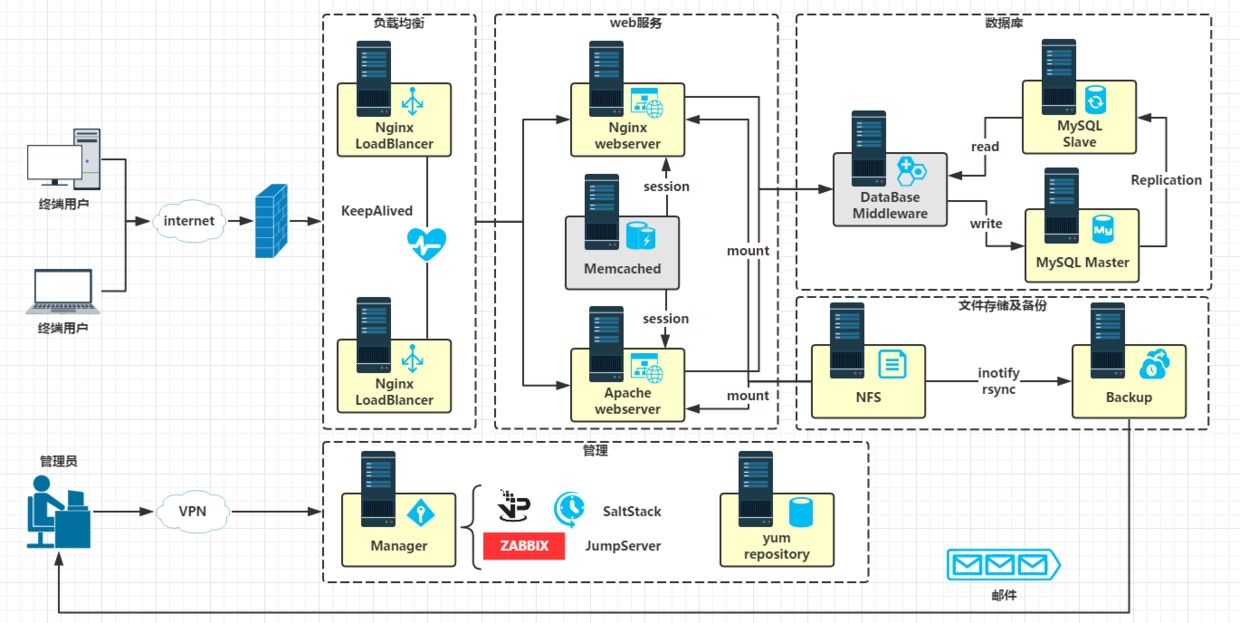 负载均衡
web服务
数据库
Nginx
LoadBlancer
Nginx
webserver
MySQL
Slave
read
DataBase
Middleware
Replication
write
My
MySQL Master
终端用户
internet
KeepAlived
session
Memcached
mount
session
终端用户
Nginx
LoadBlancer
Apache
webserver
mount
文件存储及备份
NFS
inotify
rsync
Backup
管理员
VPN
管理
Manager
VP
ZABBIX
SaltStack
JumpServer
yum
repository
邮件